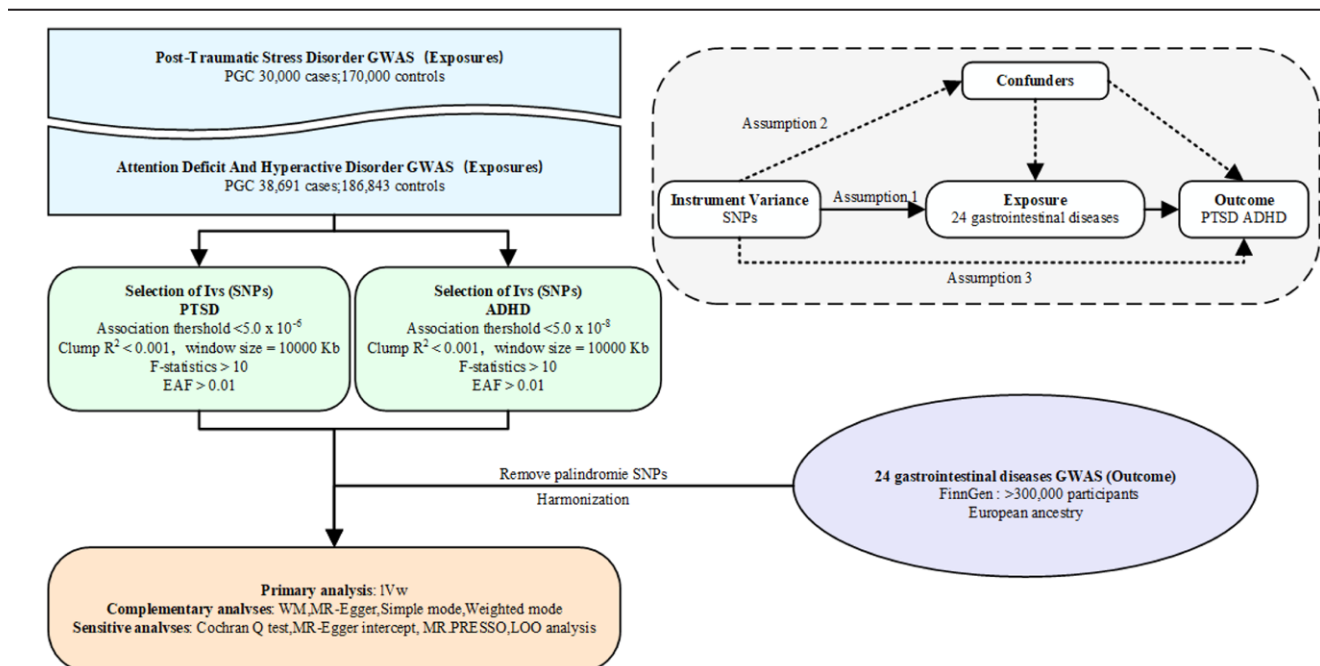 Post-Traumatic Stress Disorder GWAS (Exposures)
PGC 30,000 cases;170,000 controls
Attention Deficit And Hyperactive Disorder GWAS (Exposures)
PGC 38,691 cases;186,843 controls
Selection of Ivs (SNPs)
PTSD
Association thershold <5.0 x 10⁻⁶
Clump R² < 0.001, window size = 10000 Kb
F-statistics > 10
EAF > 0.01
Selection of Ivs (SNPs)
ADHD
Association thershold <5.0 x 10⁻⁸
Clump R² < 0.001, window size = 10000 Kb
F-statistics > 10
EAF > 0.01
Confunders
Assumption 2
Instrument Variance
SNPs
Assumption 1
Exposure
24 gastrointestinal diseases
Outcome
PTSD ADHD
Assumption 3
Remove palindromie SNPs
Harmonization
24 gastrointestinal diseases GWAS (Outcome)
FinnGen : >300,000 participants
European ancestry
Primary analysis: lVw
Complementary analyses: WM,MR-Egger,Simple mode,Weighted mode
Sensitive analvses: Cochran Q test,MR-Egger intercept, MR.PRESSO,LOO analysis